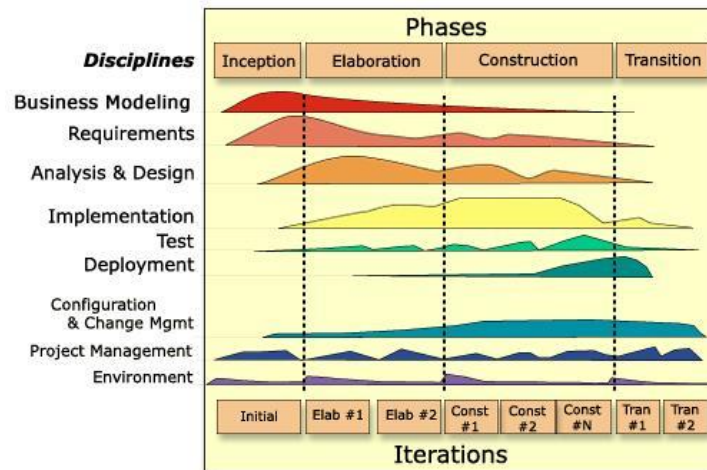 Phases
Disciplines
Inception Elaboration Construction Transition
Business Modeling
Requirements
Analysis & Design
Implementation
Test
Deployment
Configuration
& Change Mgmt
Project Management
Environment
Initial Elab #1 Elab #2 Const #1 Const #2 Const #N Tran #1 Tran #2
Iterations